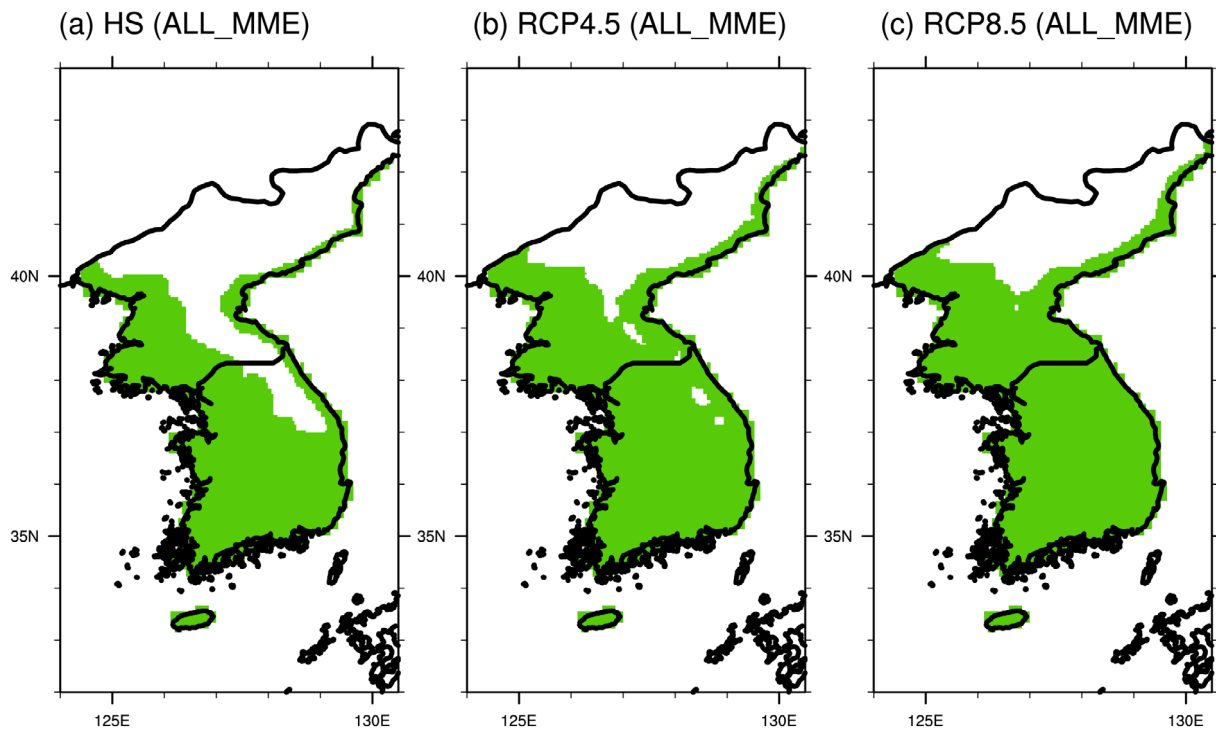 (a) HS (ALL_MME) (b) RCP4.5 (ALL_MME) (c) RCP8.5 (ALL_MME)
40N 40N 40N
35N 35N 35N
125E 130E 125E 130E 125E 130E